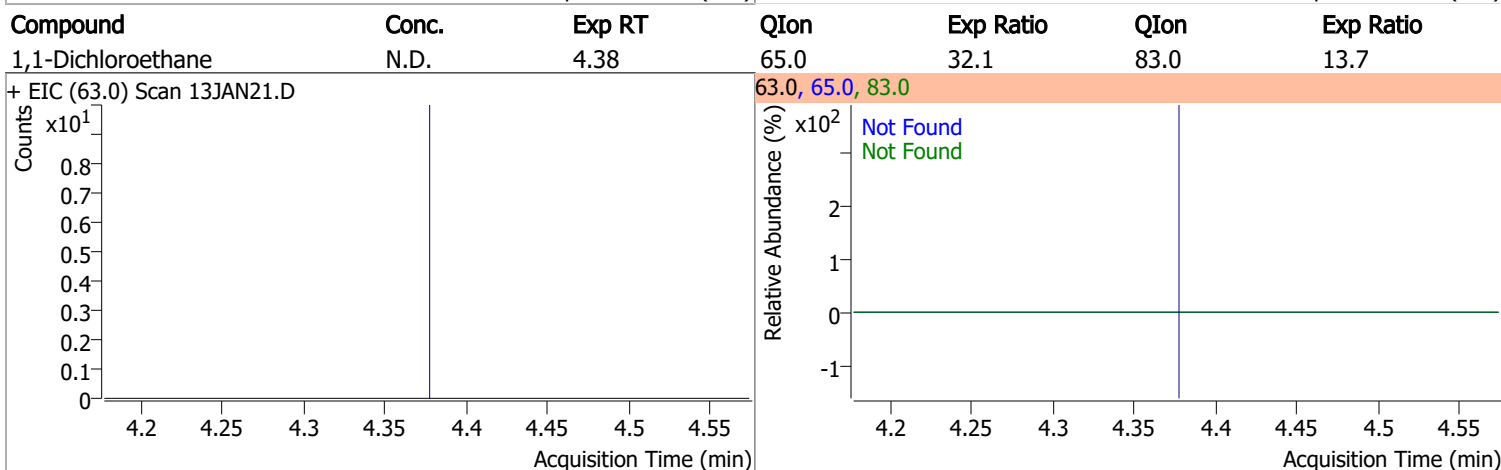 Compound Conc. Exp RT QIon Exp Ratio QIon Exp Ratio
1,1-Dichloroethane N.D. 4.38 65.0 32.1 83.0 13.7
+ EIC (63.0) Scan 13JAN21.D
Counts
x10^1
0.8
0.7
0.6
0.5
0.4
0.3
0.2
0.1
0
4.2 4.25 4.3 4.35 4.4 4.45 4.5 4.55
Acquisition Time (min)
63.0, 65.0, 83.0
Relative Abundance (%)
x10^2
Not Found
Not Found
2
1
0
-1
4.2 4.25 4.3 4.35 4.4 4.45 4.5 4.55
Acquisition Time (min)